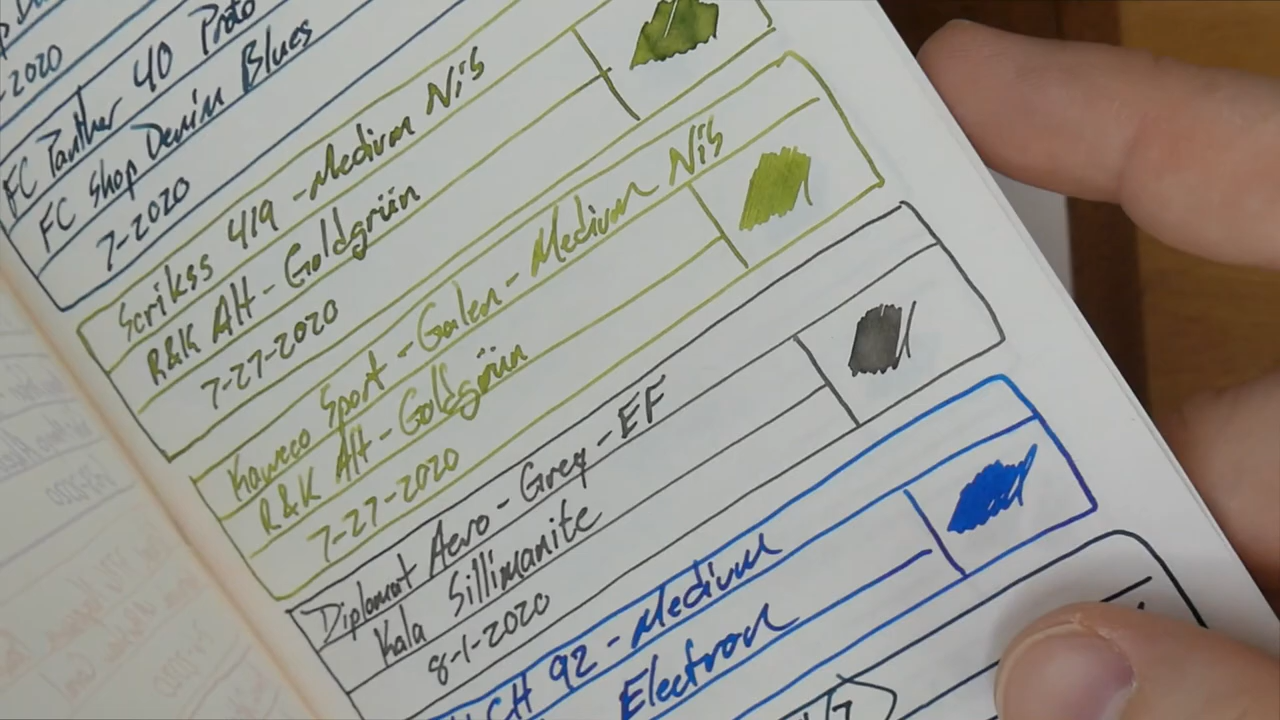 -2020
FC Panther 40 Proto
FC Shop Denim Blues
7-2020
Scrikss 419 - Medium Nib
R&K Alt-Goldgrün
7-27-2020
Kaweco Sport - Galen - Medium Nib
R&K Alt-Goldgrün
7-27-2020
Diplomat Aero - Grey - EF
Kala Sillimanite
8-1-2020
CH 92 - Medium
Electron